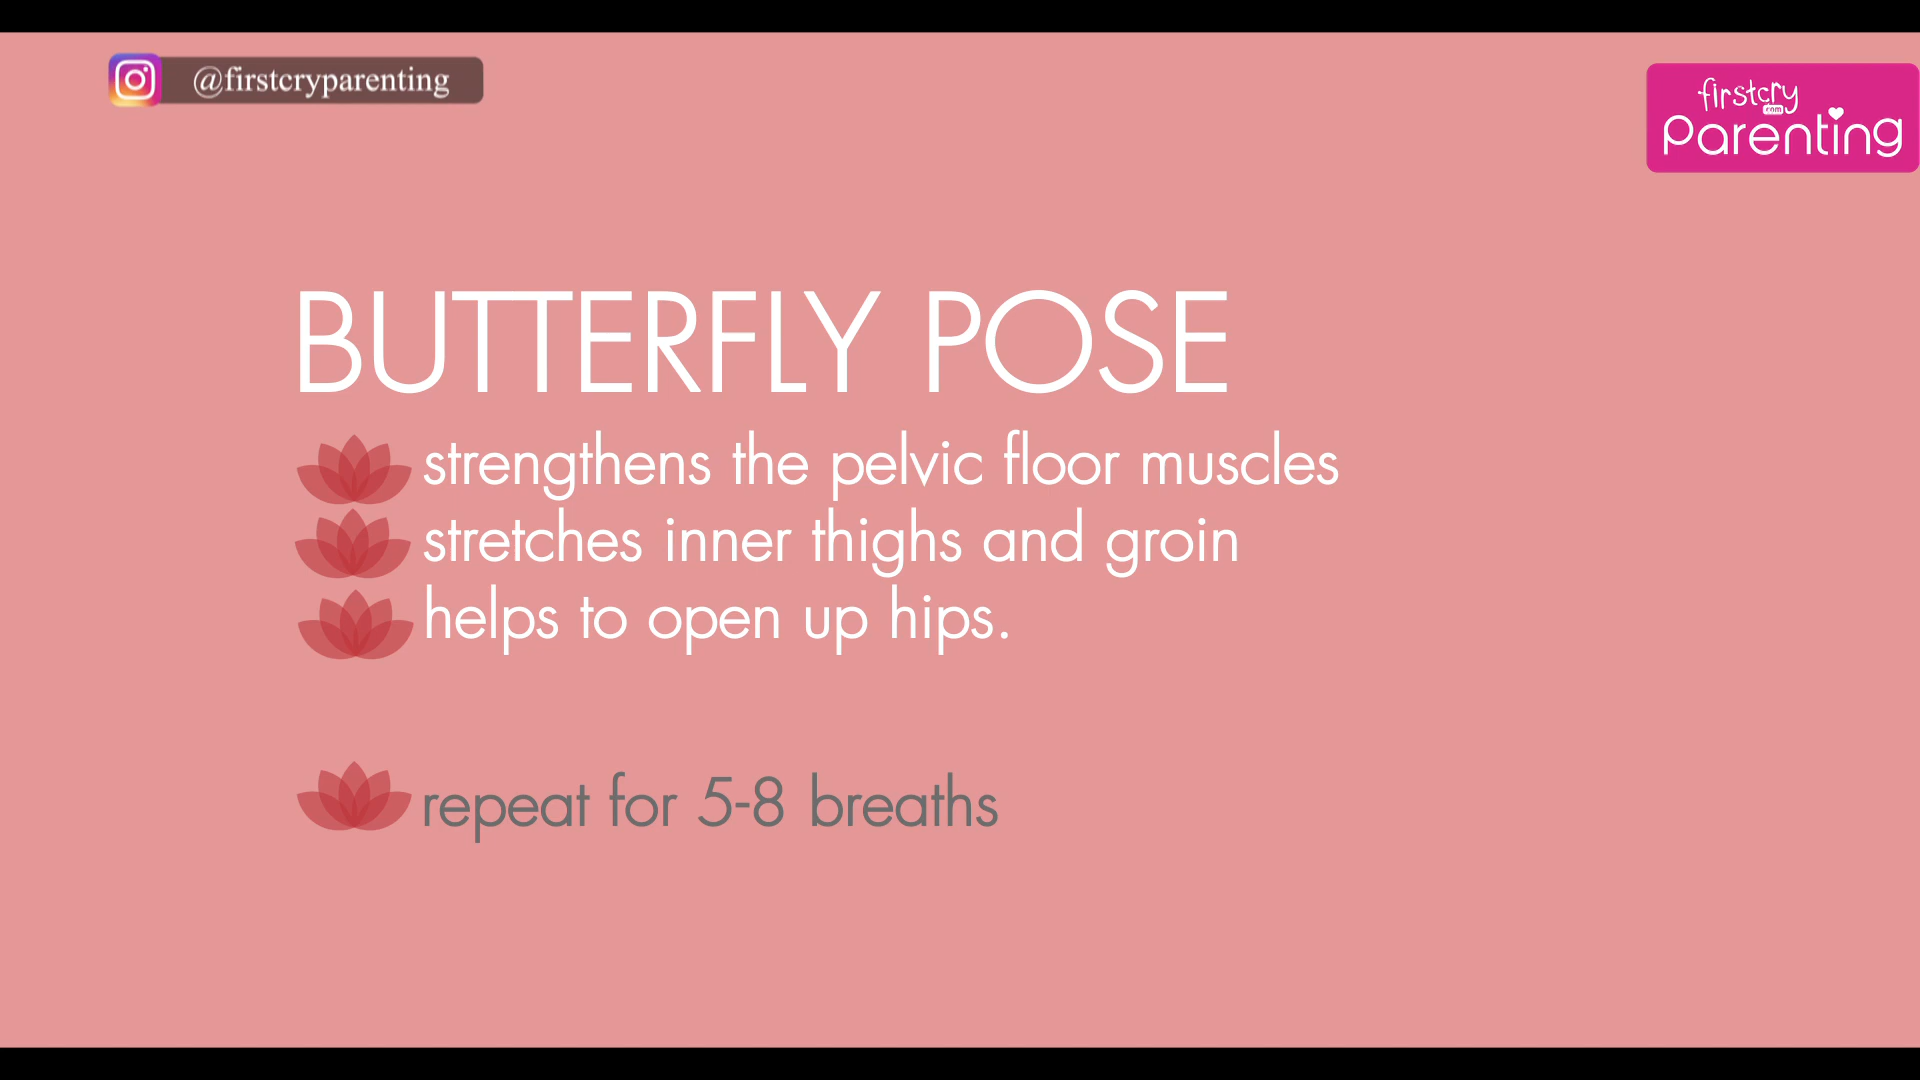 @firstcryparenting
firstcry
.com
Parenting
BUTTERFLY POSE
strengthens the pelvic floor muscles
stretches inner thighs and groin
helps to open up hips.
repeat for 5-8 breaths